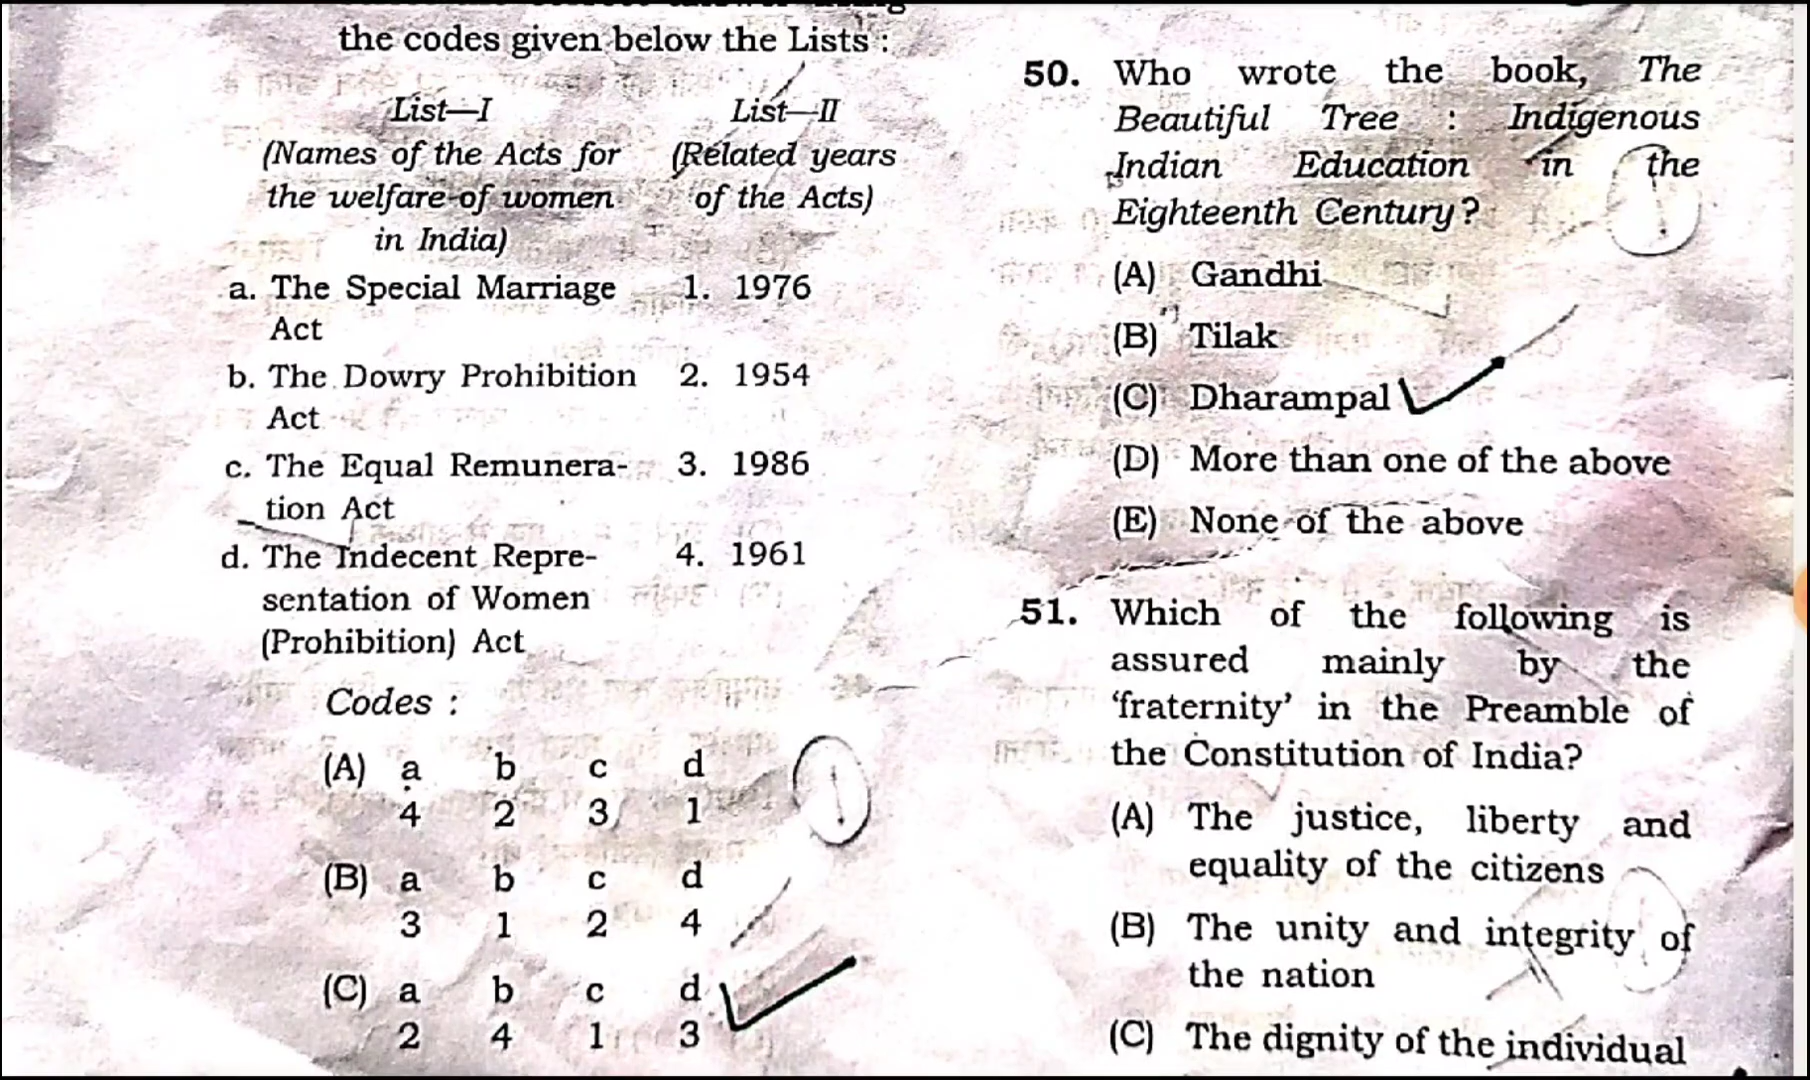 the codes given below the Lists :
List—I List—II
(Names of the Acts for (Related years
the welfare of women of the Acts)
in India)
a. The Special Marriage 1. 1976
Act
b. The Dowry Prohibition 2. 1954
Act
c. The Equal Remunera- 3. 1986
tion Act
d. The Indecent Repre- 4. 1961
sentation of Women
(Prohibition) Act
Codes :
(A) a b c d
4 2 3 1
(B) a b c d
3 1 2 4
(C) a b c d
2 4 1 3
50. Who wrote the book, The
Beautiful Tree : Indigenous
Indian Education in the
Eighteenth Century?
(A) Gandhi
(B) Tilak
(C) Dharampal
(D) More than one of the above
(E) None of the above
51. Which of the following is
assured mainly by the
‘fraternity’ in the Preamble of
the Constitution of India?
(A) The justice, liberty and
equality of the citizens
(B) The unity and integrity of
the nation
(C) The dignity of the individual